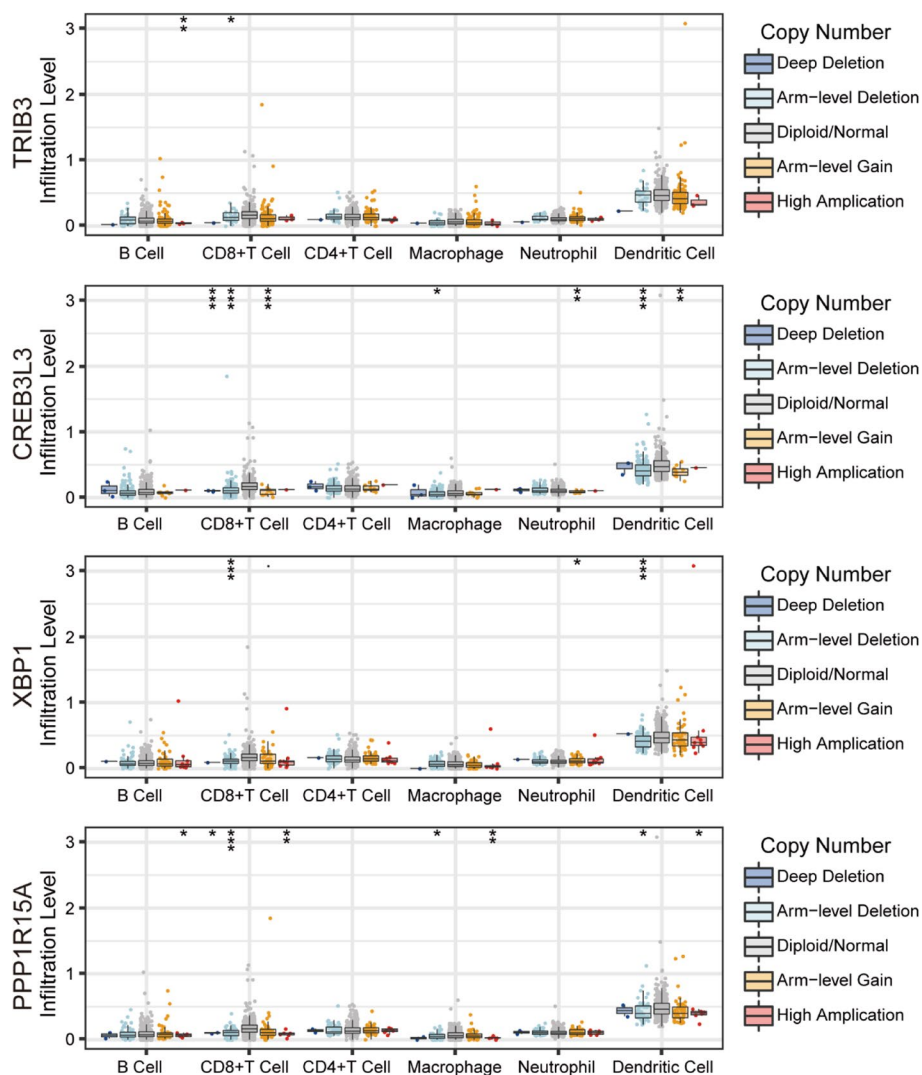 TRIB3
Infiltration Level
3
2
1
0
** *
B Cell CD8+T Cell CD4+T Cell Macrophage Neutrophil Dendritic Cell
Copy Number
Deep Deletion
Arm-level Deletion
Diploid/Normal
Arm-level Gain
High Amplication
CREB3L3
Infiltration Level
3
2
1
0
*** *** *** * ** *** **
B Cell CD8+T Cell CD4+T Cell Macrophage Neutrophil Dendritic Cell
Copy Number
Deep Deletion
Arm-level Deletion
Diploid/Normal
Arm-level Gain
High Amplication
XBP1
Infiltration Level
3
2
1
0
*** · * ***
B Cell CD8+T Cell CD4+T Cell Macrophage Neutrophil Dendritic Cell
Copy Number
Deep Deletion
Arm-level Deletion
Diploid/Normal
Arm-level Gain
High Amplication
PPP1R15A
Infiltration Level
3
2
1
0
* * *** ** * ** * *
B Cell CD8+T Cell CD4+T Cell Macrophage Neutrophil Dendritic Cell
Copy Number
Deep Deletion
Arm-level Deletion
Diploid/Normal
Arm-level Gain
High Amplication